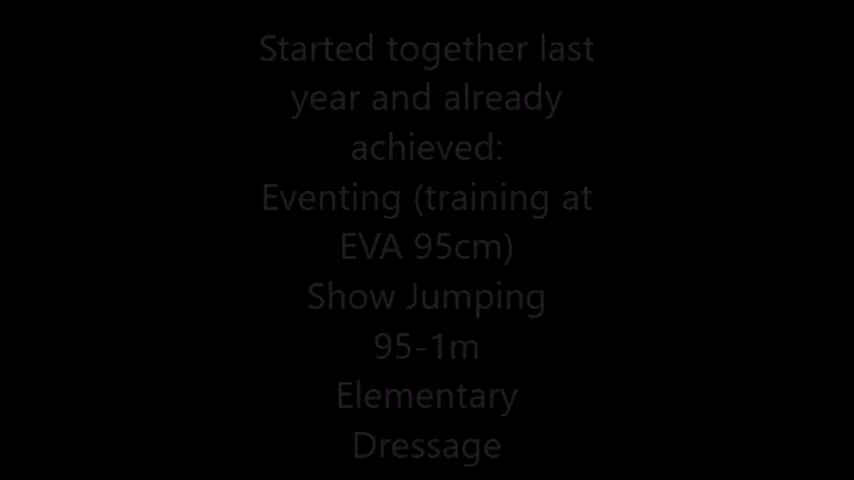 Started together last
year and already
achieved:
Eventing (training at
EVA 95cm)
Show Jumping
95-1m
Elementary
Dressage